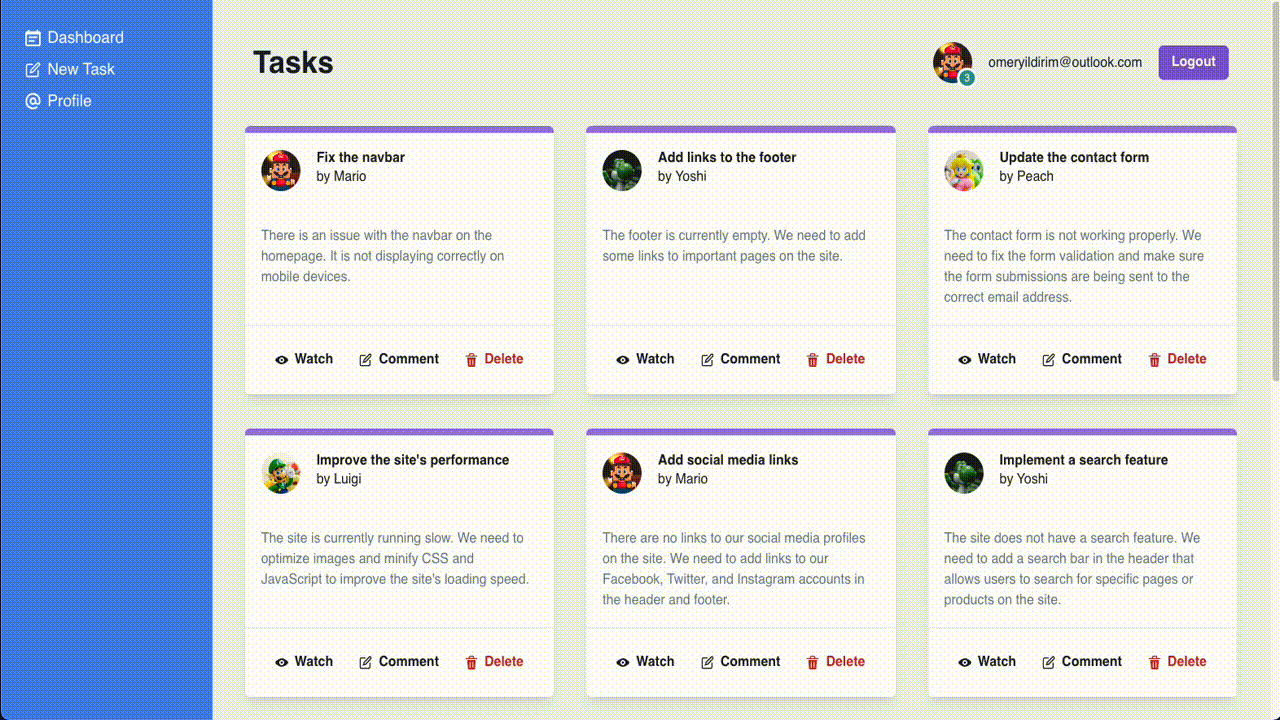 Dashboard
New Task
Profile
Tasks
3
omeryildirim@outlook.com
Logout
Fix the navbar
by Mario
There is an issue with the navbar on the
homepage. It is not displaying correctly on
mobile devices.
Watch Comment Delete
Add links to the footer
by Yoshi
The footer is currently empty. We need to add
some links to important pages on the site.
Watch Comment Delete
Update the contact form
by Peach
The contact form is not working properly. We
need to fix the form validation and make sure
the form submissions are being sent to the
correct email address.
Watch Comment Delete
Improve the site's performance
by Luigi
The site is currently running slow. We need to
optimize images and minify CSS and
JavaScript to improve the site's loading speed.
Watch Comment Delete
Add social media links
by Mario
There are no links to our social media profiles
on the site. We need to add links to our
Facebook, Twitter, and Instagram accounts in
the header and footer.
Watch Comment Delete
Implement a search feature
by Yoshi
The site does not have a search feature. We
need to add a search bar in the header that
allows users to search for specific pages or
products on the site.
Watch Comment Delete